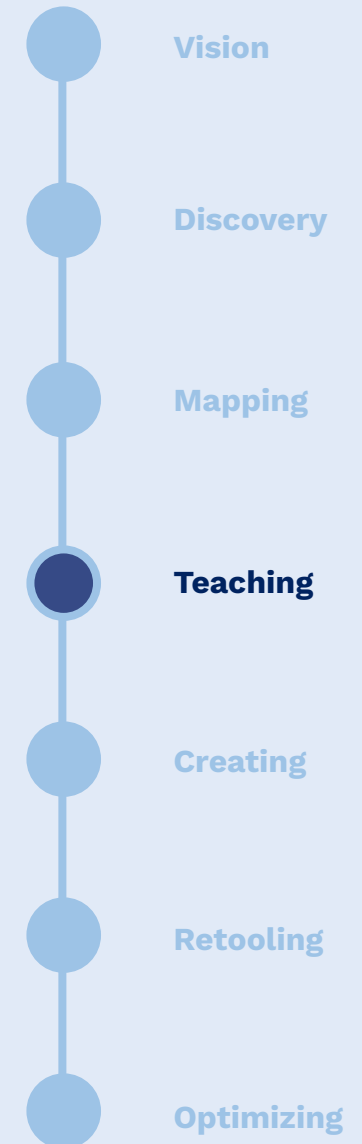 Vision
Discovery
Mapping
Teaching
Creating
Retooling
Optimizing